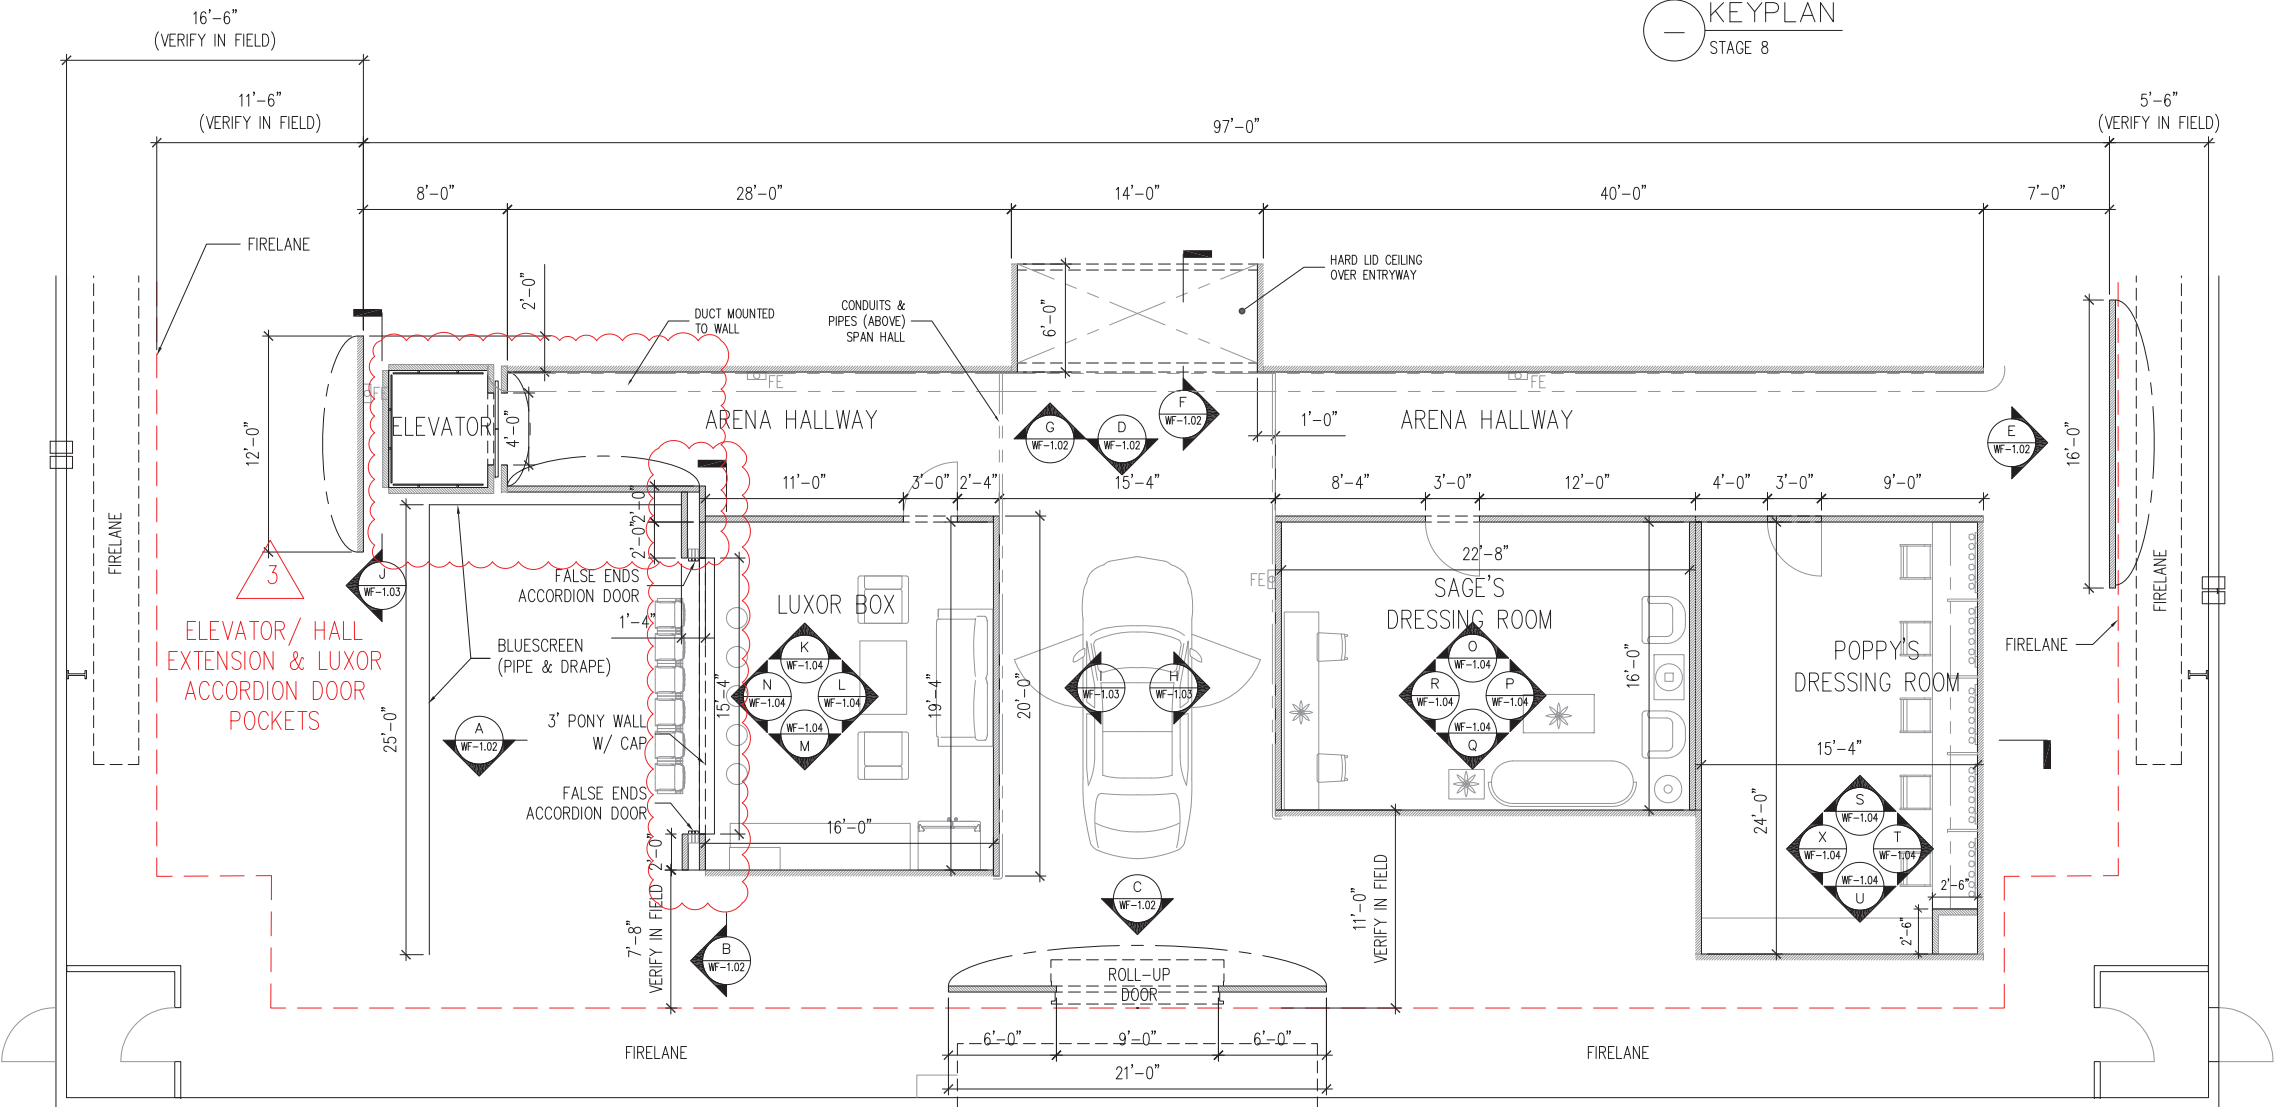 KEYPLAN
STAGE 8
16'-6"
(VERIFY IN FIELD)
11'-6"
(VERIFY IN FIELD)
97'-0"
5'-6"
(VERIFY IN FIELD)
8'-0"
28'-0"
14'-0"
40'-0"
7'-0"
FIRELANE
2'-0"
DUCT MOUNTED
TO WALL
CONDUITS &
PIPES (ABOVE)
SPAN HALL
6'-0"
HARD LID CEILING
OVER ENTRYWAY
FE
FE
FE
ELEVATOR
4'-0"
12'-0"
ARENA HALLWAY
G
WF-1.02
D
WF-1.02
F
WF-1.02
1'-0"
ARENA HALLWAY
E
WF-1.02
16'-0"
2'-0"
11'-0"
3'-0"
2'-4"
15'-4"
8'-4"
3'-0"
12'-0"
4'-0"
3'-0"
9'-0"
FIRELANE
2'-0"
3
J
WF-1.03
FALSE ENDS
ACCORDION DOOR
22'-8"
FE
FIRELANE
LUXOR BOX
SAGE'S
DRESSING ROOM
1'-4"
ELEVATOR/ HALL
EXTENSION & LUXOR
ACCORDION DOOR
POCKETS
BLUESCREEN
(PIPE & DRAPE)
K
WF-1.04
N
WF-1.04
L
WF-1.04
WF-1.04
M
15'-4"
19'-4"
20'-0"
I
WF-1.03
H
WF-1.03
O
WF-1.04
R
WF-1.04
P
WF-1.04
WF-1.04
Q
16'-0"
POPPY'S
DRESSING ROOM
FIRELANE
25'-0"
A
WF-1.02
3' PONY WALL
W/ CAP
15'-4"
FALSE ENDS
ACCORDION DOOR
16'-0"
24'-0"
S
WF-1.04
X
WF-1.04
T
WF-1.04
WF-1.04
U
2'-0"
2'-6"
2'-6"
C
WF-1.02
7'-8"
VERIFY IN FIELD
11'-0"
VERIFY IN FIELD
B
WF-1.02
ROLL-UP
DOOR
FIRELANE
6'-0"
9'-0"
6'-0"
FIRELANE
21'-0"